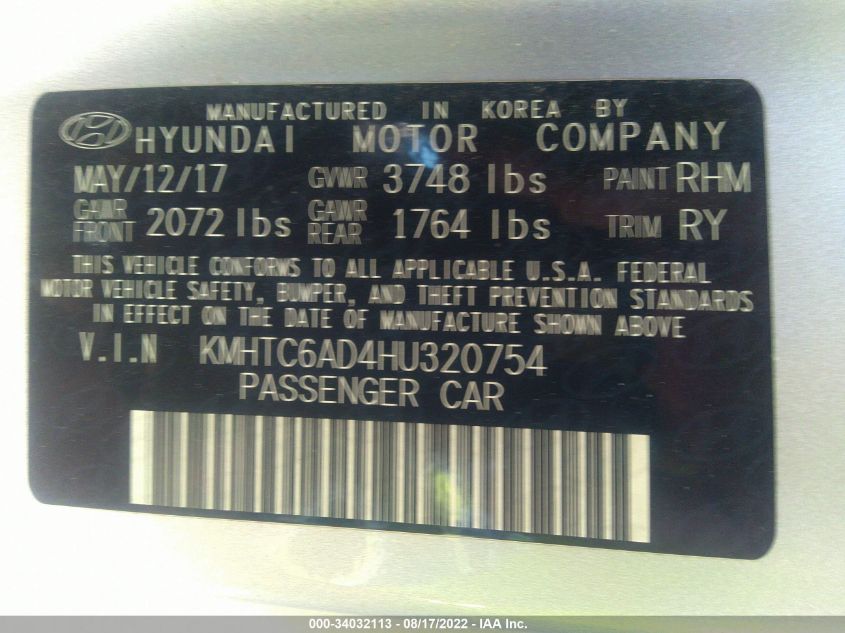 MANUFACTURED IN KOREA BY
HYUNDAI MOTOR COMPANY
MAY/12/17 GVWR 3748 lbs PAINT RHM
GAWR FRONT 2072 lbs GAWR REAR 1764 lbs TRIM RY
THIS VEHICLE CONFORMS TO ALL APPLICABLE U.S.A. FEDERAL
MOTOR VEHICLE SAFETY, BUMPER, AND THEFT PREVENTION STANDARDS
IN EFFECT ON THE DATE OF MANUFACTURE SHOWN ABOVE
V.I.N KMHTC6AD4HU320754
PASSENGER CAR
000-34032113 - 08/17/2022 - IAA Inc.